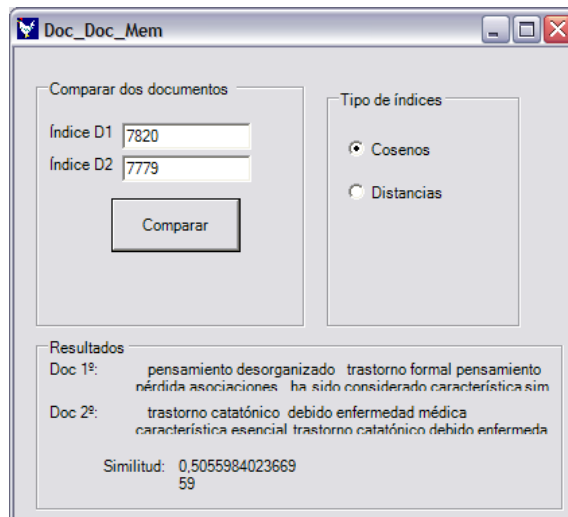 Doc_Doc_Mem
Comparar dos documentos
Índice D1 7820
Índice D2 7779
Comparar
Tipo de índices
Cosenos
Distancias
Resultados
Doc 1º: pensamiento desorganizado trastorno formal pensamiento
pérdida asociaciones ha sido considerado característica sim
Doc 2º: trastorno catatónico debido enfermedad médica
característica esencial trastorno catatónico debido enfermeda
Similitud: 0,5055984023669
59